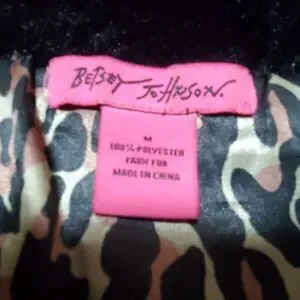 BETSEY JOHNSON.
M
100% POLYESTER
FAUX FUR
MADE IN CHINA